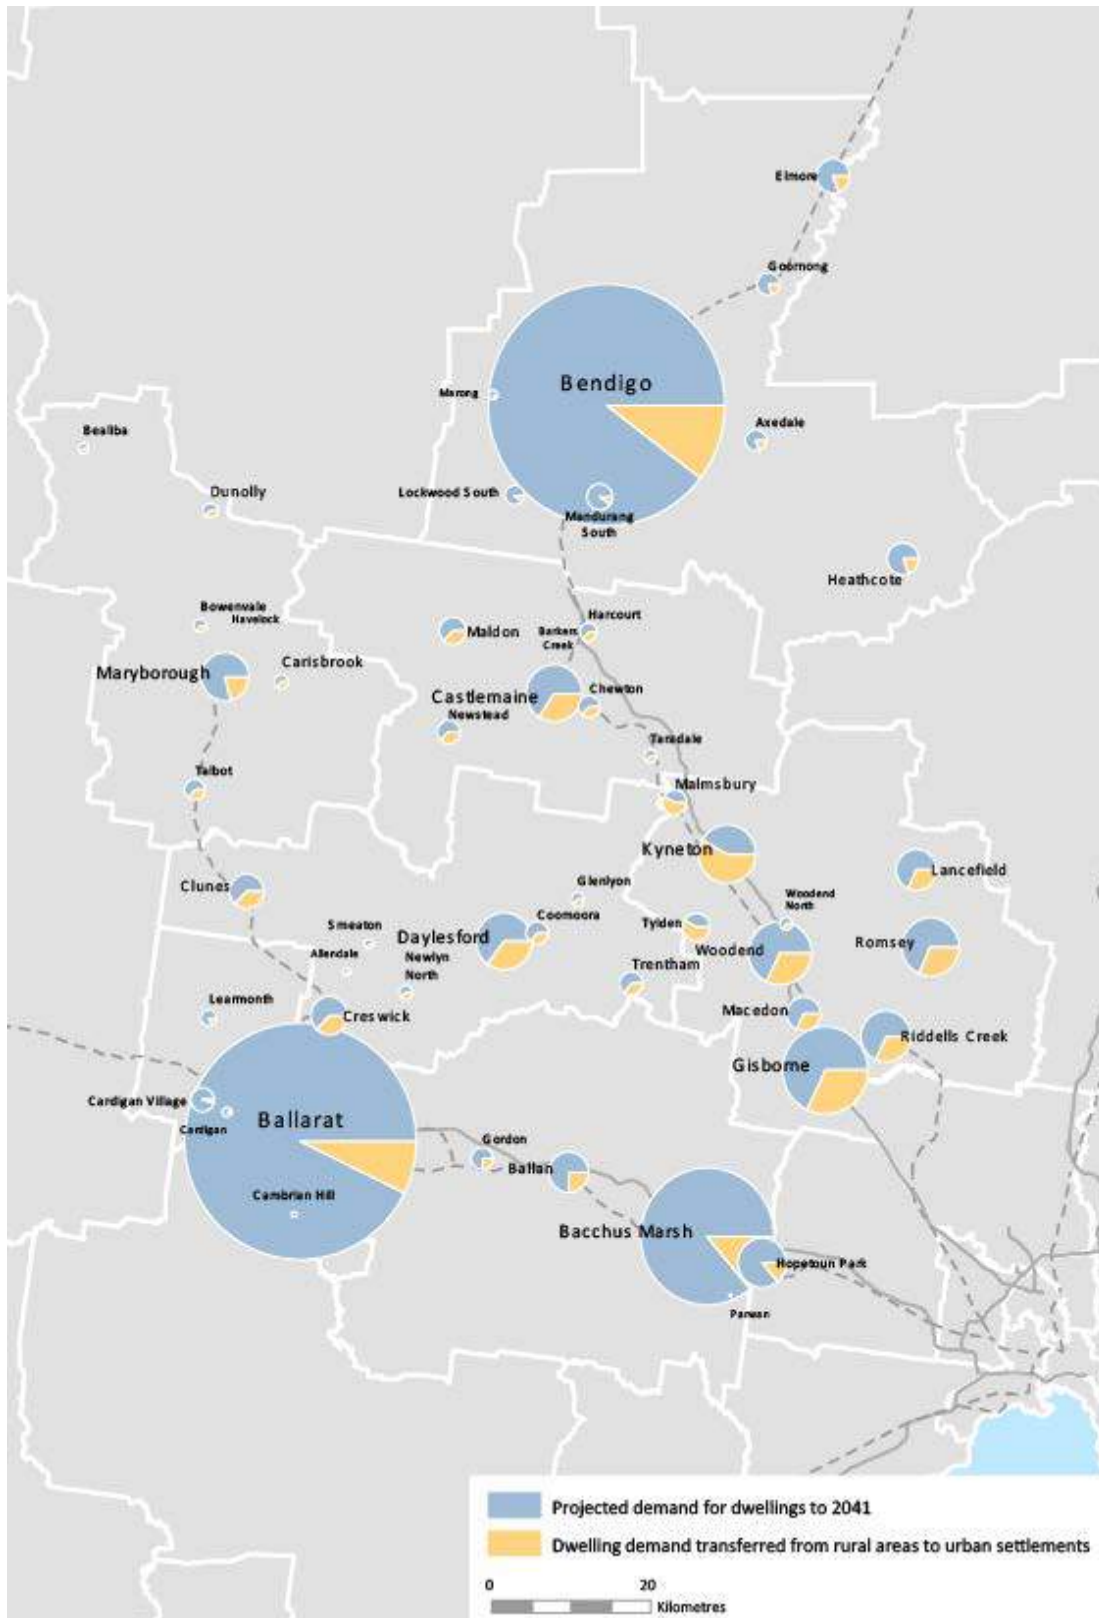 Elmore
Goornong
Bendigo
Marong
Axedale
Bealiba
Dunolly
Lockwood South
Mandurang
South
Heathcote
Bowenvale
Havelock
Harcourt
Maldon
Barkers
Creek
Maryborough
Carisbrook
Castlemaine
Chewton
Newstead
Taradale
Talbot
Malmsbury
Kyneton
Lancefield
Clunes
Glenlyon
Woodend
North
Smeaton
Coomoora
Daylesford
Tylden
Romsey
Allendale
Newlyn
North
Woodend
Trentham
Learmonth
Creswick
Macedon
Riddells Creek
Gisborne
Cardigan Village
Cardigan
Ballarat
Gordon
Ballan
Cambrian Hill
Bacchus Marsh
Hopetoun Park
Parwan
Projected demand for dwellings to 2041
Dwelling demand transferred from rural areas to urban settlements
0 20
Kilometres